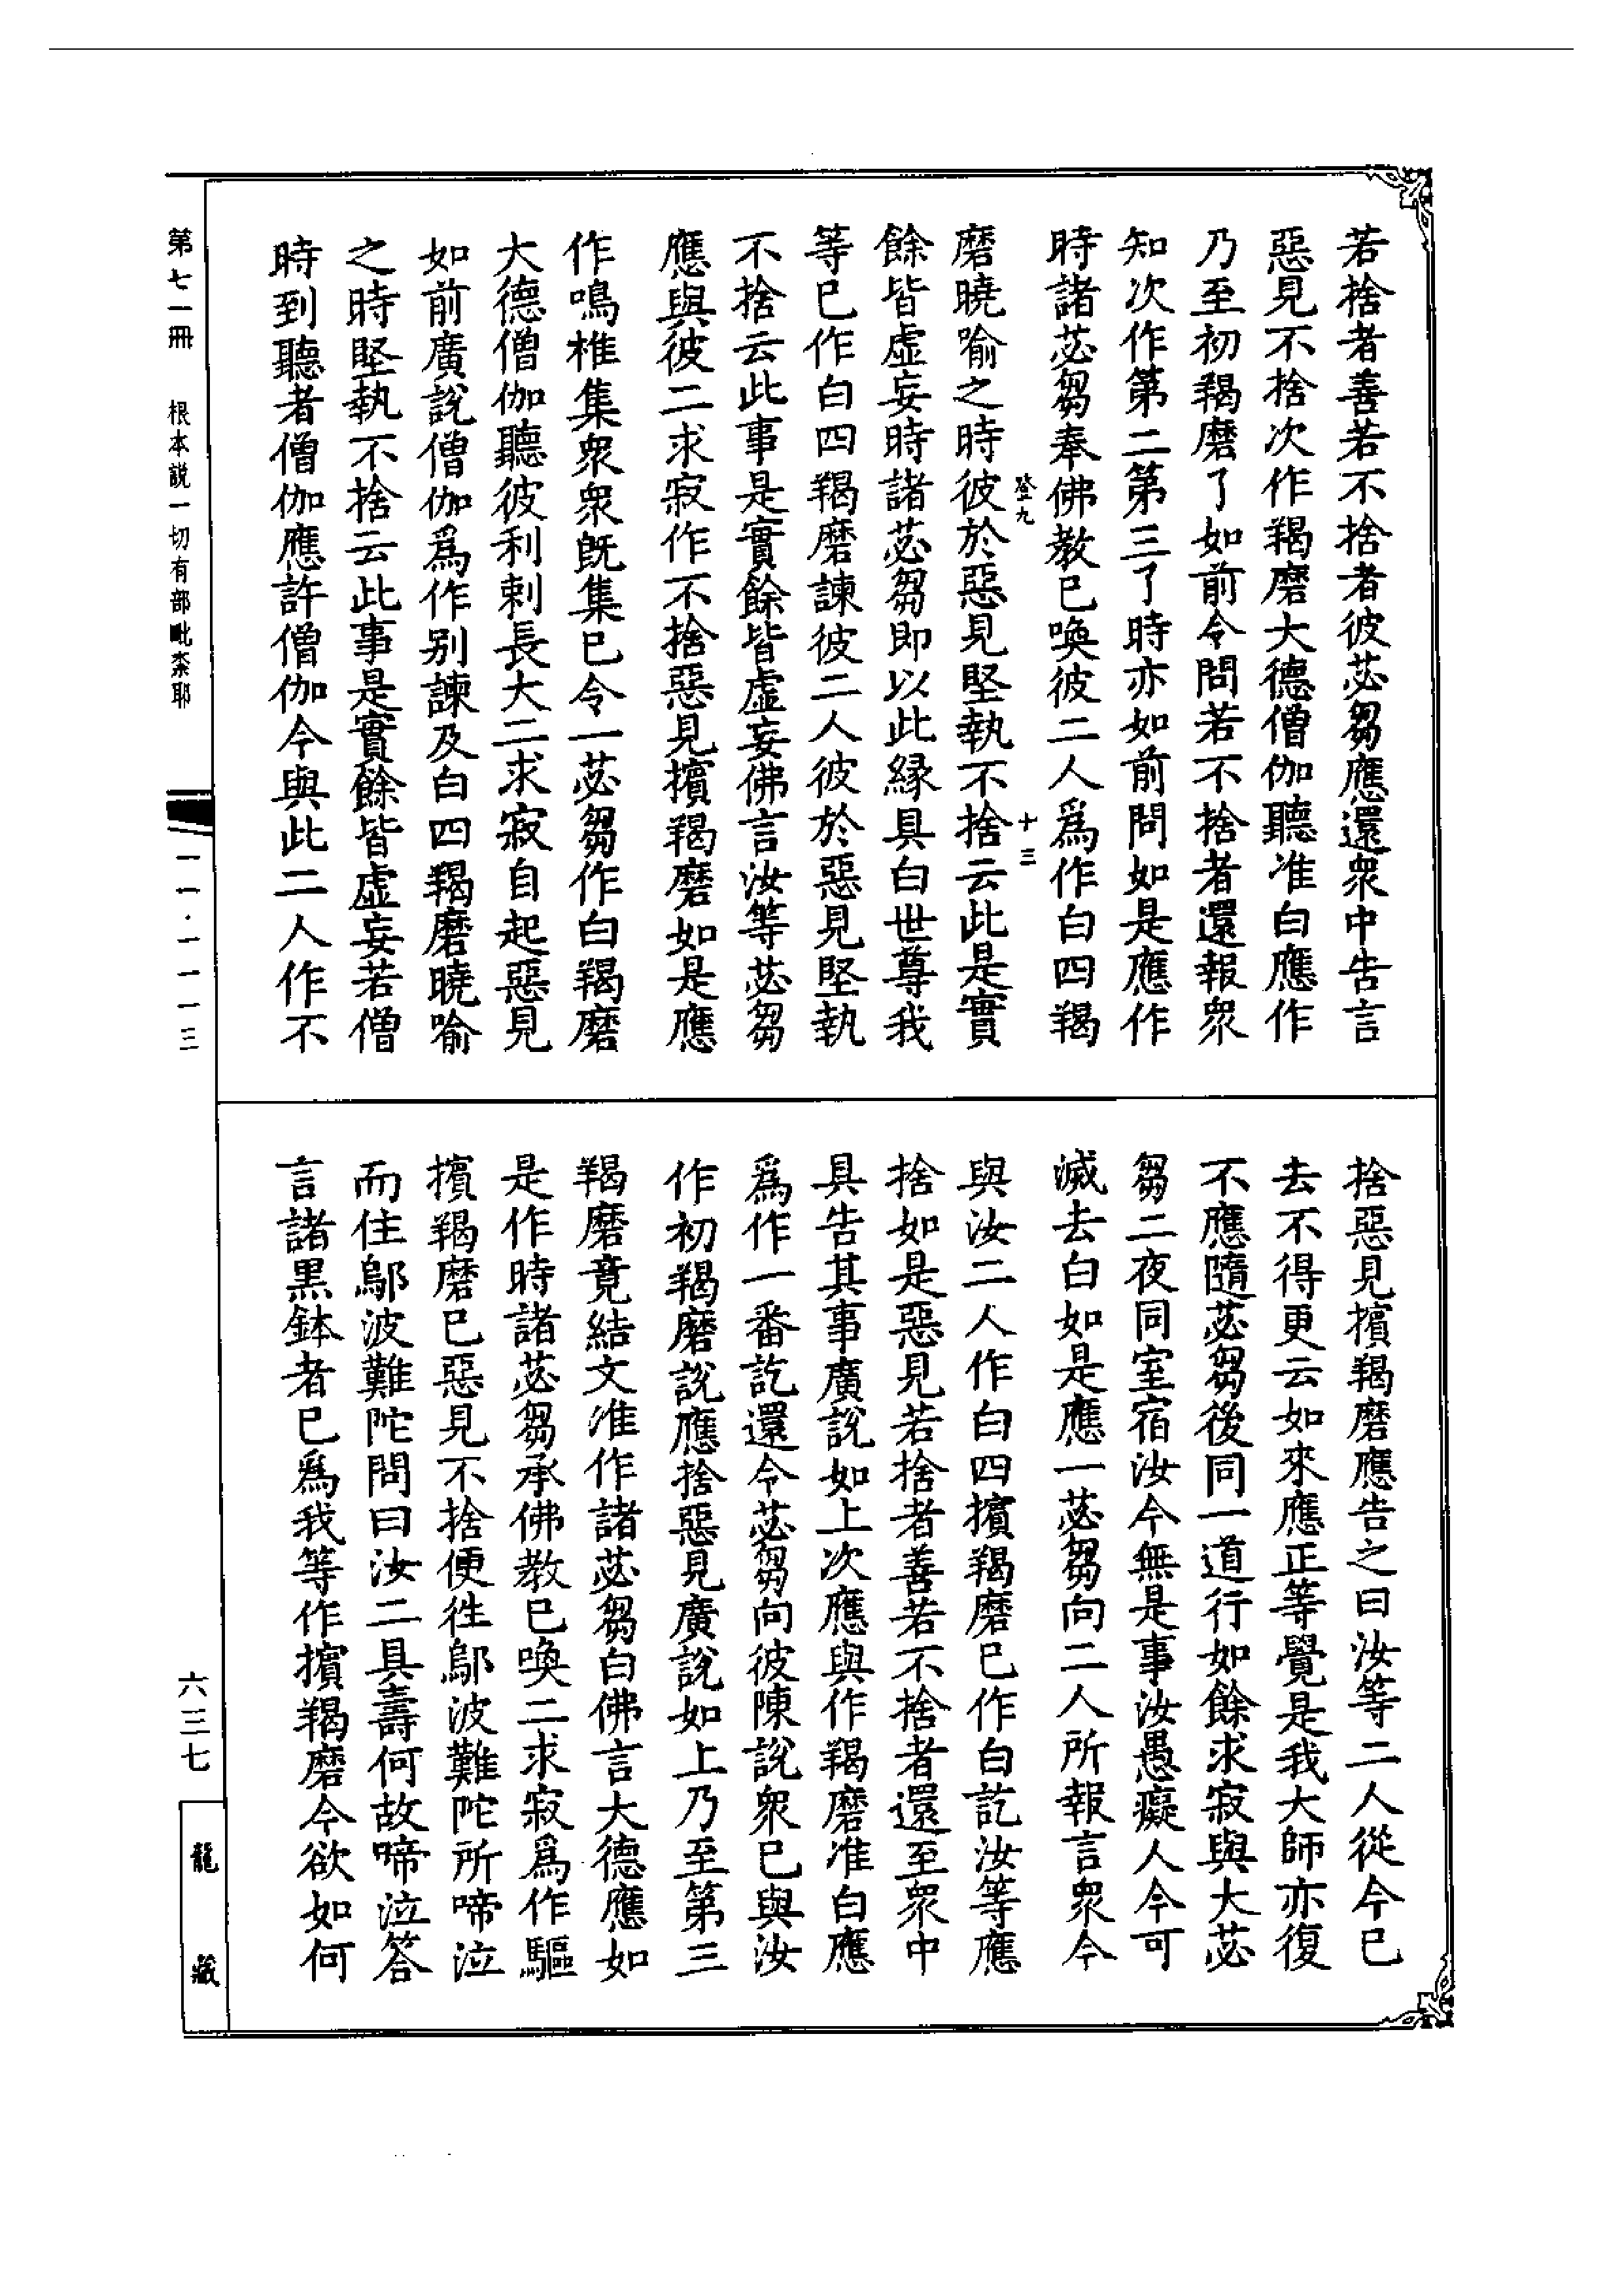 若捨者善若不捨者彼苾芻應還衆中告言
惡見不捨次作羯磨大德僧伽聽准白應作
乃至初羯磨了如前令問若不捨者還報衆
知次作第二第三了時亦如前問如是應作
時諸苾芻奉佛教已喚彼二人爲作白四羯
登九
十三
磨曉喻之時彼於惡見堅執不捨云此是實
餘皆虚妄時諸苾芻即以此縁具白世尊我
等已作白四羯磨諫彼二人彼於惡見堅執
不捨云此事是實餘皆虚妄佛言汝等苾芻
應與彼二求寂作不捨惡見擯羯磨如是應
作鳴椎集衆衆既集已令一苾芻作白羯磨
大德僧伽聽彼利刺長大二求寂自起惡見
如前廣說僧伽爲作別諫及白四羯磨曉喻
之時堅執不捨云此事是實餘皆虚妄若僧
時到聽者僧伽應許僧伽今與此二人作不
捨惡見擯羯磨應告之曰汝等二人從今已
去不得更云如來應正等覺是我大師亦復
不應隨苾芻後同一道行如餘求寂與大苾
芻二夜同室宿汝今無是事汝愚癡人今可
滅去白如是應一苾芻向二人所報言衆今
與汝二人作白四擯羯磨已作白訖汝等應
捨如是惡見若捨者善若不捨者還至衆中
具告其事廣說如上次應與作羯磨准白應
爲作一番訖還令苾芻向彼陳說衆已與汝
作初羯磨說應捨惡見廣說如上乃至第三
羯磨竟結文准作諸苾芻白佛言大德應如
是作時諸苾芻承佛教已喚二求寂爲作驅
擯羯磨已惡見不捨便徃鄔波難陀所啼泣
而住鄔波難陀問曰汝二具壽何故啼泣答
言諸黑鉢者已爲我等作擯羯磨今欲如何
第七一冊 根本説一切有部毗奈耶
一一·一一一三
六三七
龍藏